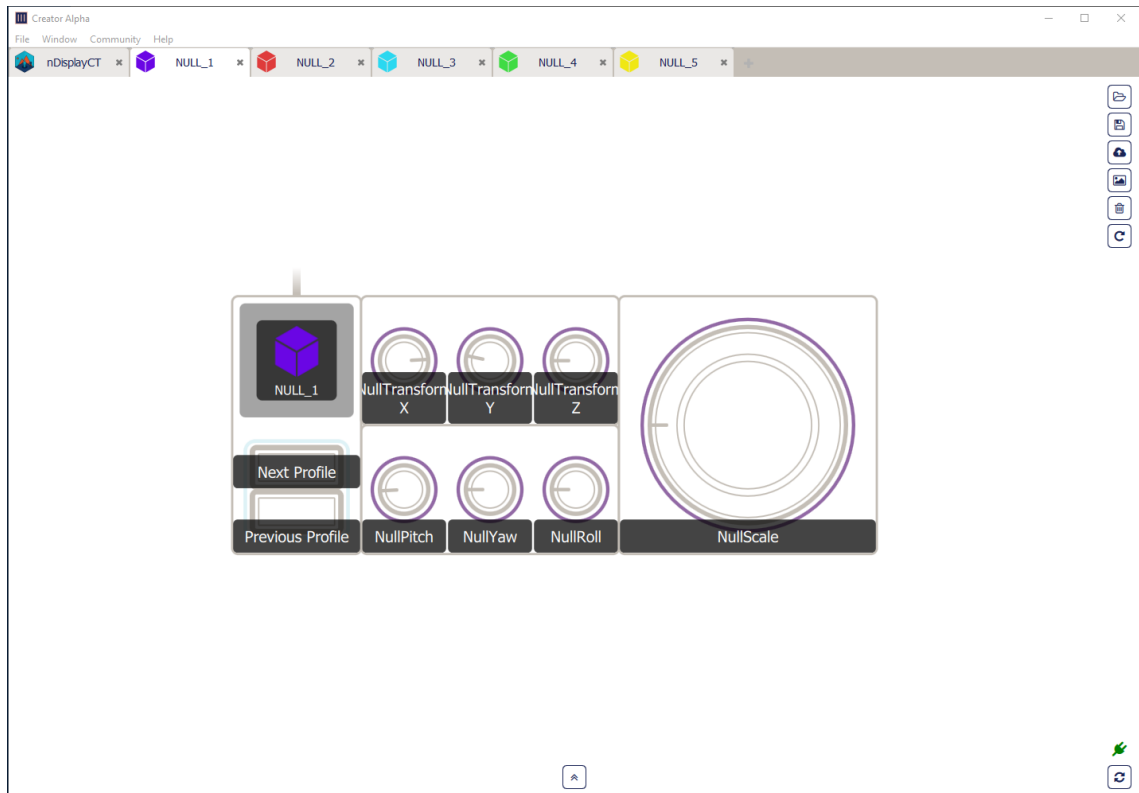 Creator Alpha
File Window Community Help
nDisplayCT NULL_1 NULL_2 NULL_3 NULL_4 NULL_5
NULL_1
NullTransform
X
NullTransform
Y
NullTransform
Z
Next Profile
Previous Profile
NullPitch
NullYaw
NullRoll
NullScale